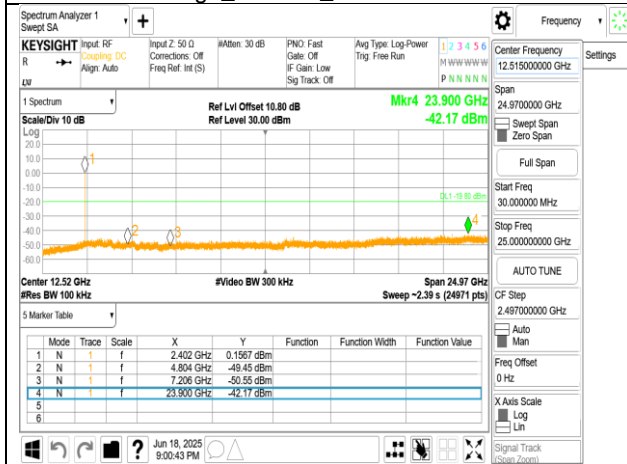 Spectrum Analyzer 1
Swept SA
Frequency
KEYSIGHT
R
Input: RF
Coupling: DC
Align: Auto
Input Z: 50 Ω
Corrections: Off
Freq Ref: Int (S)
#Atten: 30 dB
PNO: Fast
Gate: Off
IF Gain: Low
Sig Track: Off
Avg Type: Log-Power
Trig: Free Run
1 2 3 4 5 6
M W W W W W
P N N N N N
Center Frequency
12.515000000 GHz
Settings
Span
24.9700000 GHz
Swept Span
Zero Span
Full Span
Start Freq
30.000000 MHz
Stop Freq
25.000000000 GHz
AUTO TUNE
CF Step
2.497000000 GHz
Auto
Man
Freq Offset
0 Hz
X Axis Scale
Log
Lin
Signal Track
(Span Zoom)
1 Spectrum
Scale/Div 10 dB
Ref Lvl Offset 10.80 dB
Ref Level 30.00 dBm
Mkr4 23.900 GHz
-42.17 dBm
Log
20.0
10.0
0.00
-10.0
-20.0
-30.0
-40.0
-50.0
-60.0
1
2
3
4
Center 12.52 GHz
#Res BW 100 kHz
#Video BW 300 kHz
Span 24.97 GHz
Sweep ~2.39 s (24971 pts)
5 Marker Table
Mode Trace Scale X Y Function Function Width Function Value
1 N 1 f 2.402 GHz 0.1567 dBm
2 N 1 f 4.804 GHz -49.45 dBm
3 N 1 f 7.206 GHz -50.55 dBm
4 N 1 f 23.900 GHz -42.17 dBm
5
6
Jun 18, 2025
9:00:43 PM